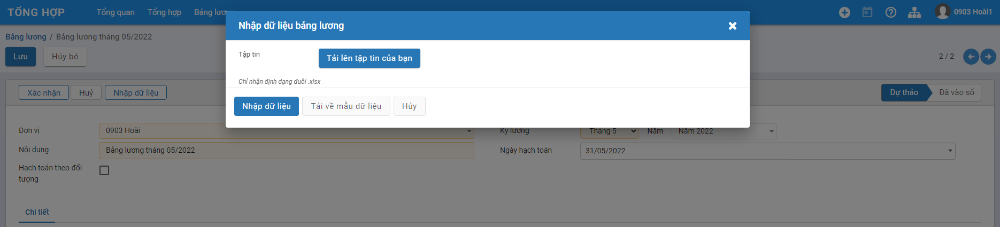 TỔNG HỢP
Tổng quan
Tổng hợp
Bảng lương
0903 Hoài1
Bảng lương / Bảng lương tháng 05/2022
Lưu
Hủy bỏ
2 / 2
Nhập dữ liệu bảng lương
Tập tin
Tải lên tập tin của bạn
Chỉ nhận định dạng đuôi .xlsx
Nhập dữ liệu
Tải về mẫu dữ liệu
Hủy
Xác nhận
Huỷ
Nhập dữ liệu
Dự thảo
Đã vào sổ
Đơn vị
0903 Hoài
Kỳ lương
Tháng 5
Năm
Năm 2022
Nội dung
Bảng lương tháng 05/2022
Ngày hạch toán
31/05/2022
Hạch toán theo đối
tượng
Chi tiết